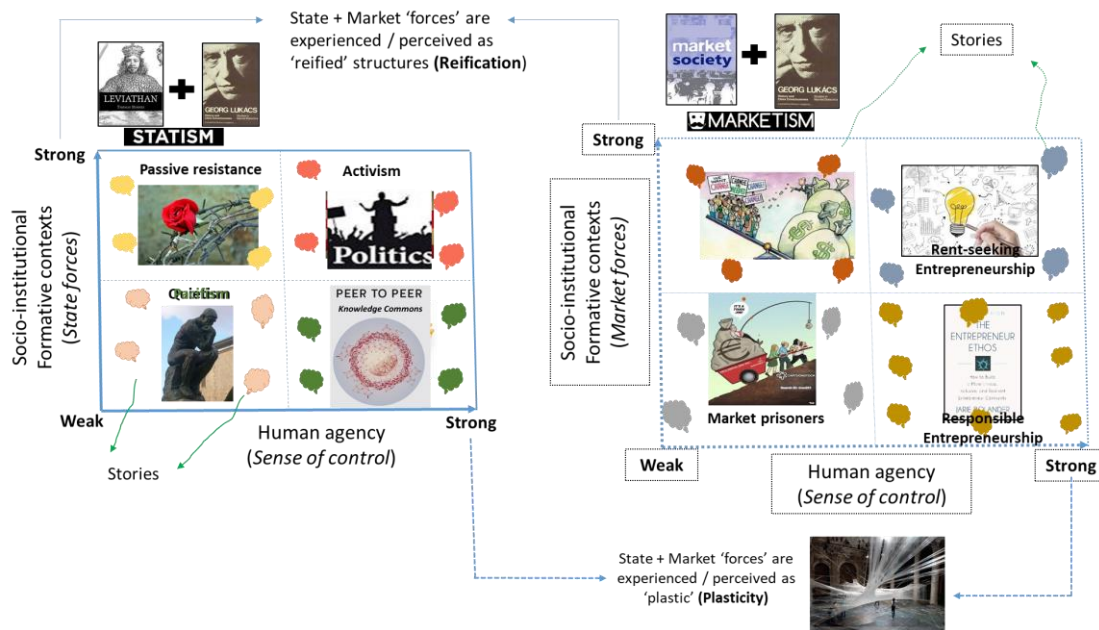 State + Market ‘forces’ are
experienced / perceived as
‘reified’ structures (Reification)
LEVIATHAN
GEORG LUKÁCS
STATISM
market
society
GEORG LUKÁCS
MARKETISM
Stories
Strong
Socio-institutional
Formative contexts
(State forces)
Passive resistance
Activism
Politics
Quietism
PEER TO PEER
Knowledge Commons
Weak
Strong
Human agency
(Sense of control)
Stories
Strong
Socio-institutional
Formative contexts
(Market forces)
Rent-seeking
Entrepreneurship
Market prisoners
THE
ENTREPRENEUR
ETHOS
JARIE BOLANDER
Responsible
Entrepreneurship
Weak
Strong
Human agency
(Sense of control)
State + Market ‘forces’ are
experienced / perceived as
‘plastic’ (Plasticity)